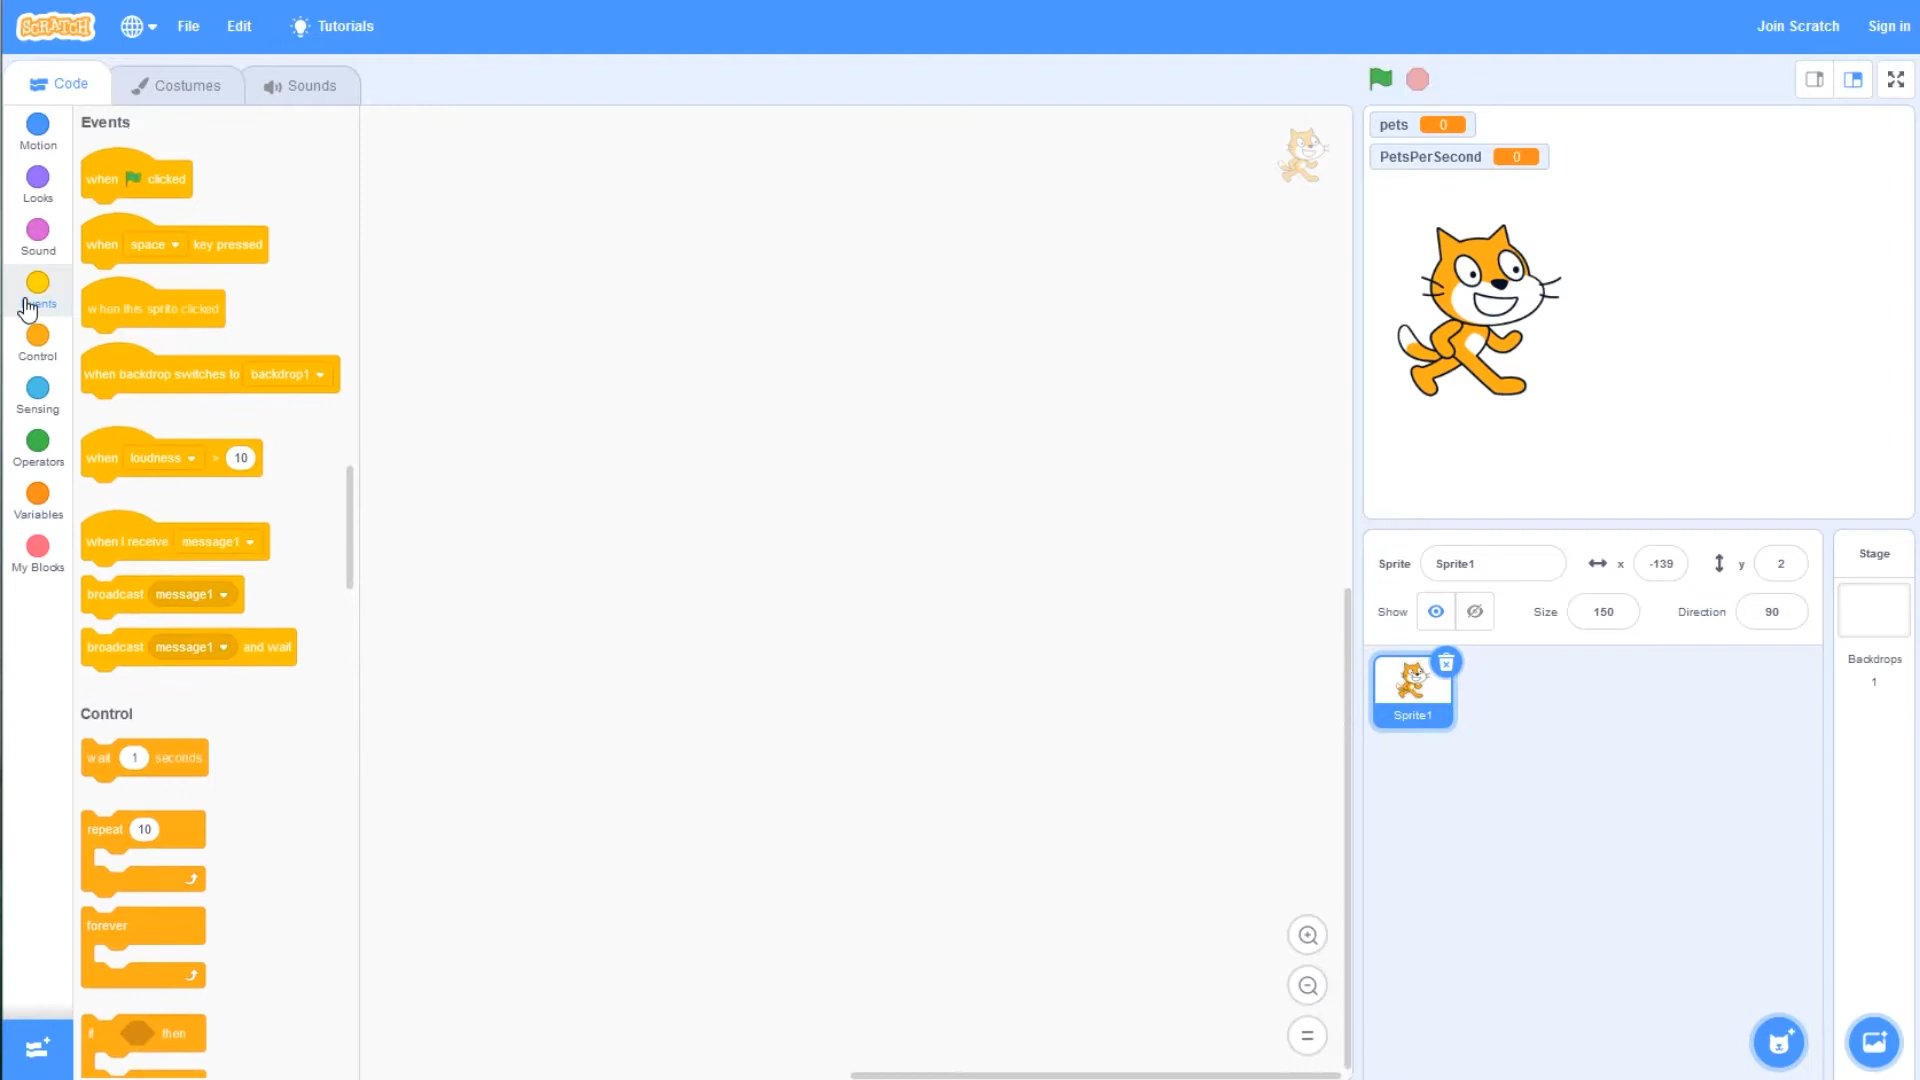 SCRATCH File Edit Tutorials Join Scratch Sign in
Code Costumes Sounds
Motion
Looks
Sound
Events
Control
Sensing
Operators
Variables
My Blocks
Events
when clicked
when space key pressed
when this sprite clicked
when backdrop switches to backdrop1
when loudness > 10
when I receive message1
broadcast message1
broadcast message1 and wait
Control
wait 1 seconds
repeat 10
forever
if then
pets 0
PetsPerSecond 0
Sprite Sprite1 x -139 y 2
Show Size 150 Direction 90
Sprite1
Stage
Backdrops
1